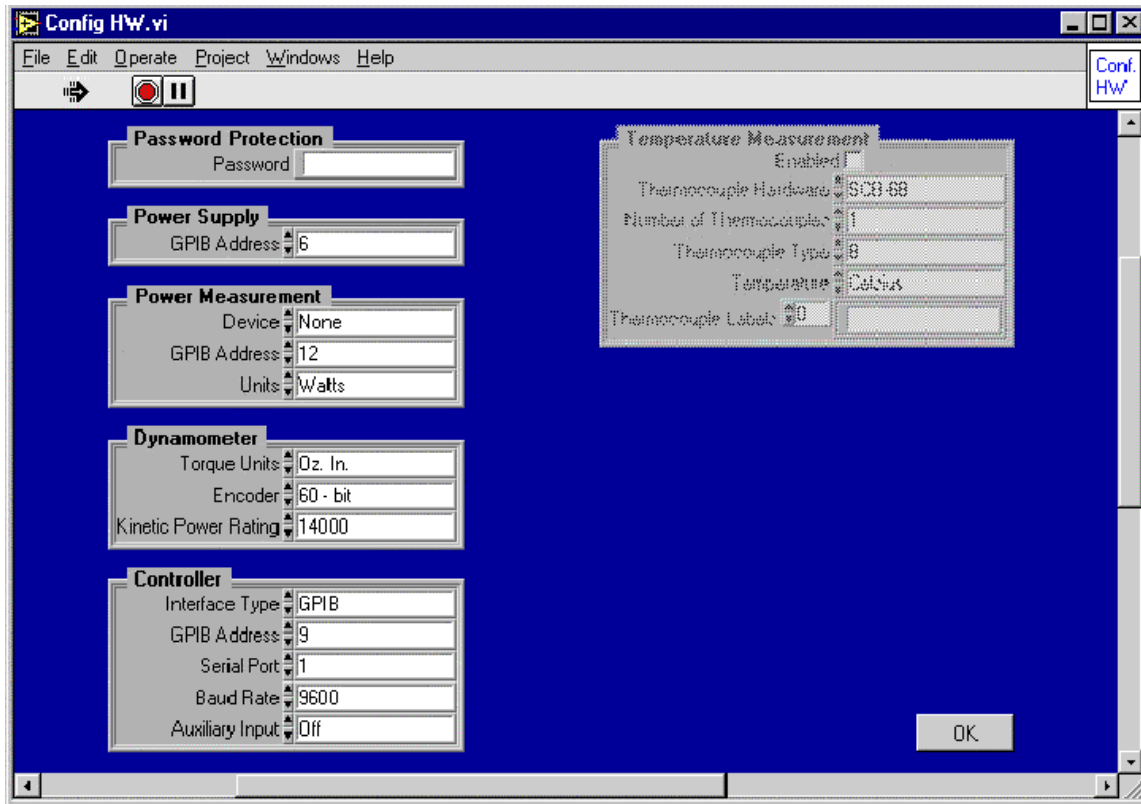 Config HW.vi
File Edit Operate Project Windows Help
Conf.
HW
Password Protection
Password
Power Supply
GPIB Address 6
Power Measurement
Device None
GPIB Address 12
Units Watts
Dynamometer
Torque Units Oz. In.
Encoder 60 - bit
Kinetic Power Rating 14000
Controller
Interface Type GPIB
GPIB Address 9
Serial Port 1
Baud Rate 9600
Auxiliary Input Off
Temperature Measurement
Enabled
Thermocouple Hardware SCB-68
Number of Thermocouples 1
Thermocouple Type
Temperature Celsius
Thermocouple Labels 0
OK